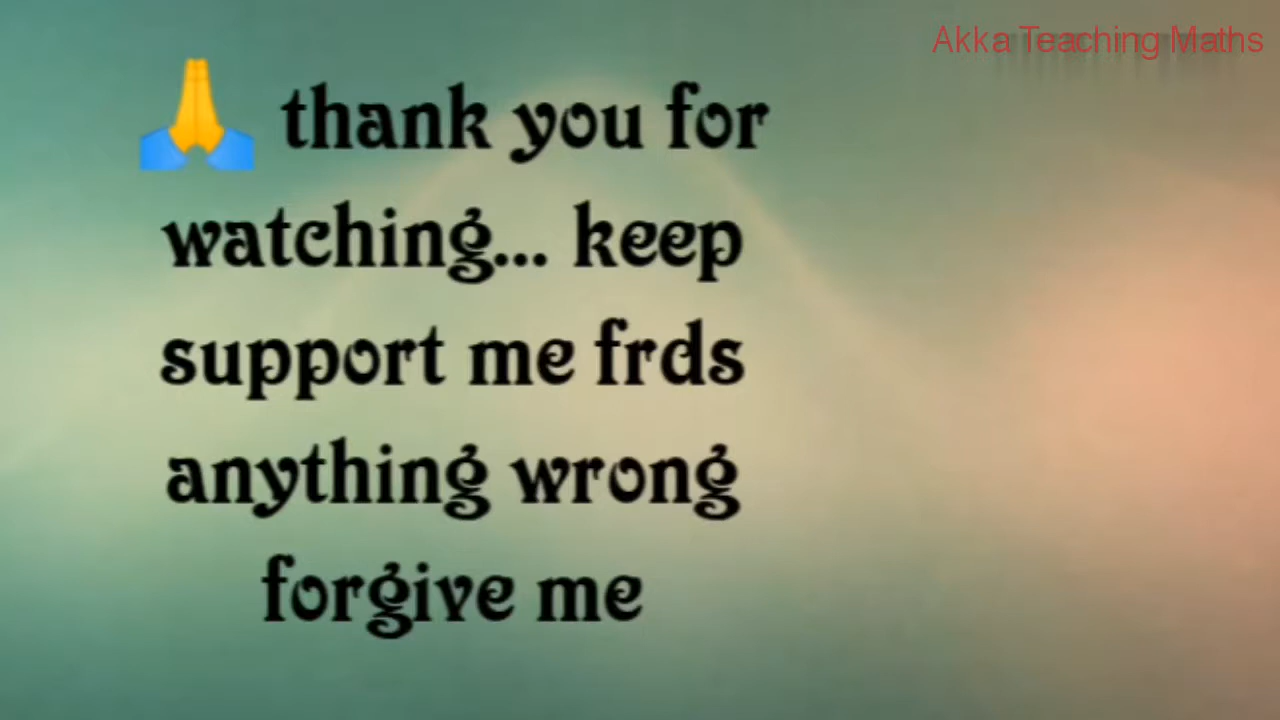 Akka Teaching Maths
🙏 thank you for
watching... keep
support me frds
anything wrong
forgive me